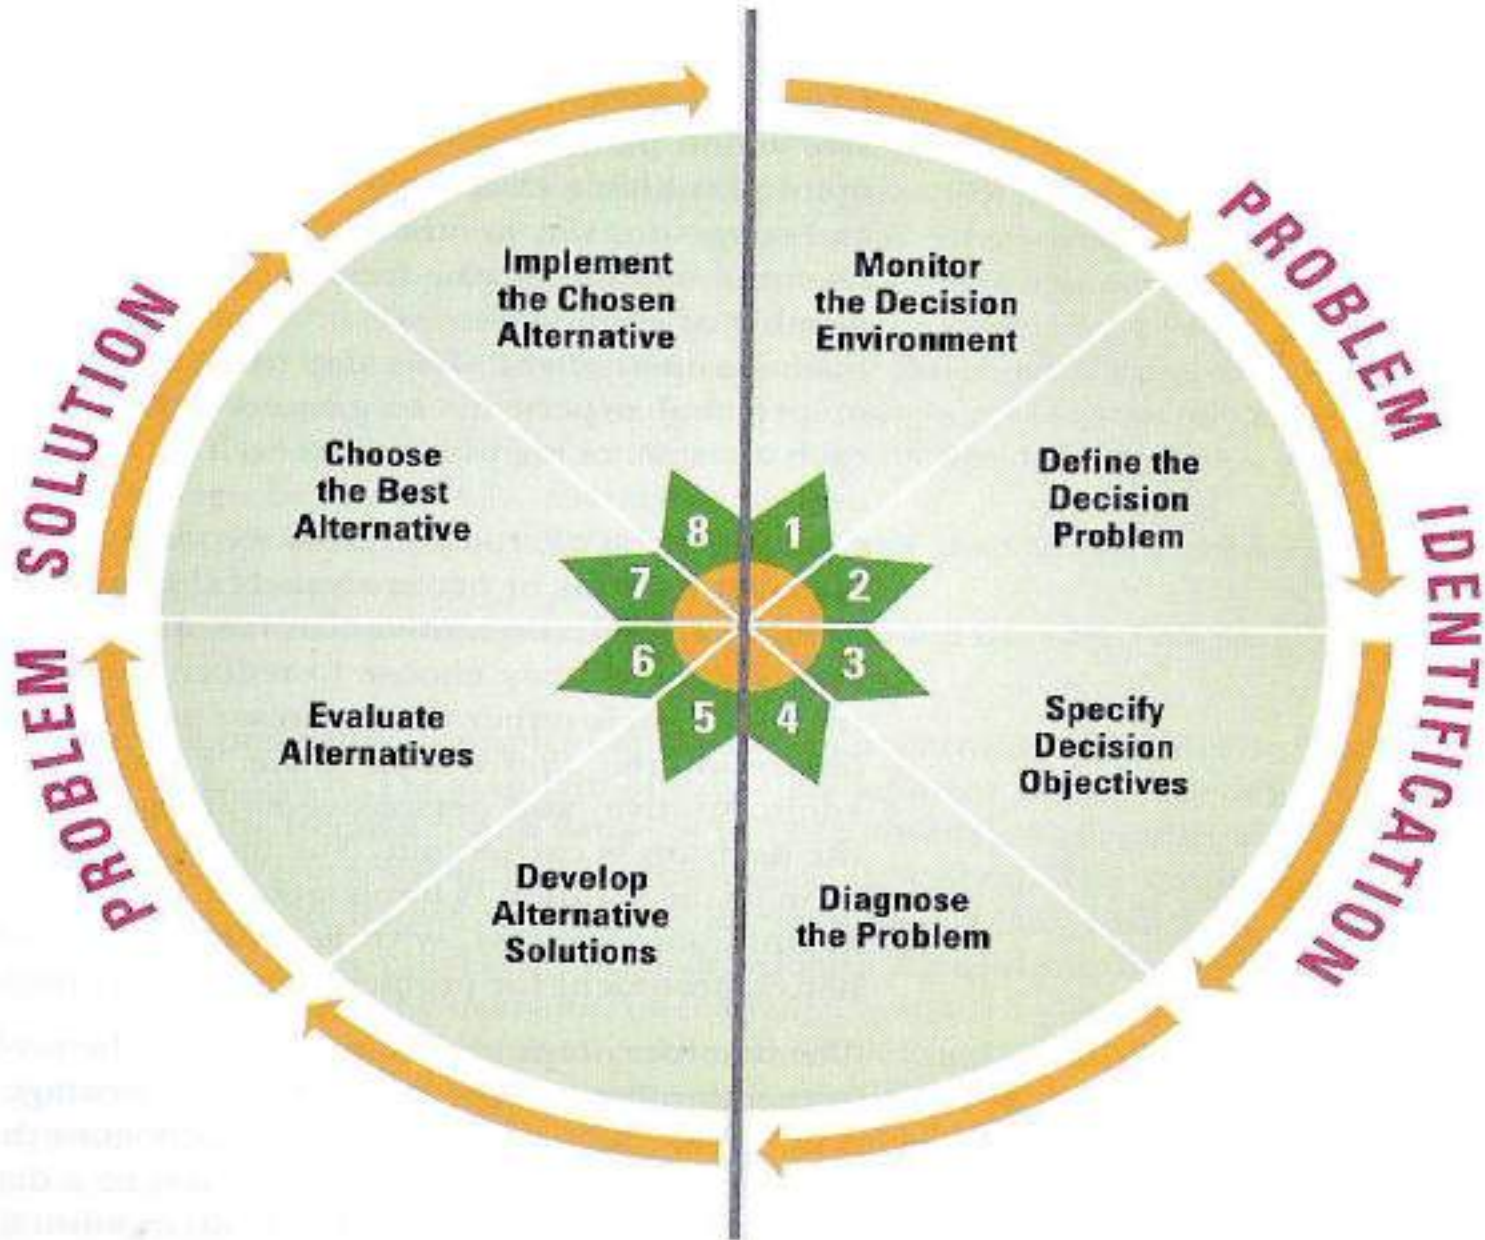 PROBLEM IDENTIFICATION
PROBLEM SOLUTION
1
Monitor
the Decision
Environment
2
Define the
Decision
Problem
3
Specify
Decision
Objectives
4
Diagnose
the Problem
5
Develop
Alternative
Solutions
6
Evaluate
Alternatives
7
Choose
the Best
Alternative
8
Implement
the Chosen
Alternative